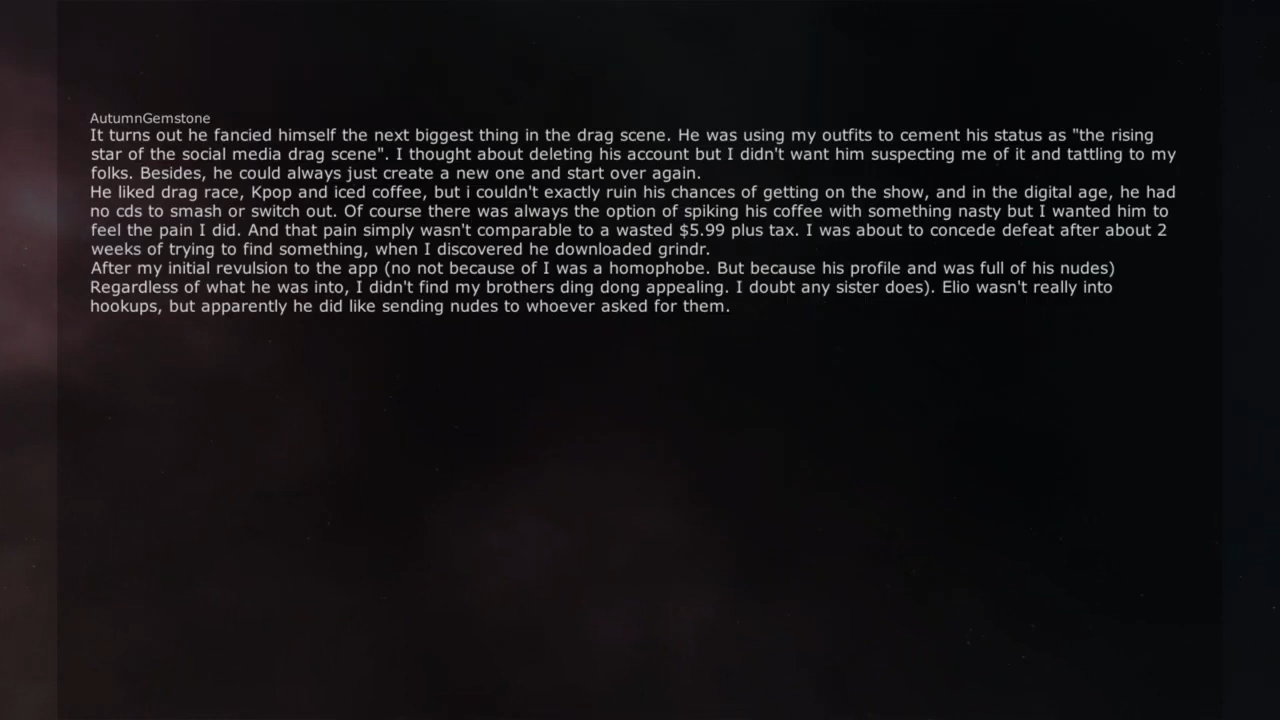 AutumnGemstone
It turns out he fancied himself the next biggest thing in the drag scene. He was using my outfits to cement his status as "the rising
star of the social media drag scene". I thought about deleting his account but I didn't want him suspecting me of it and tattling to my
folks. Besides, he could always just create a new one and start over again.
He liked drag race, Kpop and iced coffee, but i couldn't exactly ruin his chances of getting on the show, and in the digital age, he had
no cds to smash or switch out. Of course there was always the option of spiking his coffee with something nasty but I wanted him to
feel the pain I did. And that pain simply wasn't comparable to a wasted $5.99 plus tax. I was about to concede defeat after about 2
weeks of trying to find something, when I discovered he downloaded grindr.
After my initial revulsion to the app (no not because of I was a homophobe. But because his profile and was full of his nudes)
Regardless of what he was into, I didn't find my brothers ding dong appealing. I doubt any sister does). Elio wasn't really into
hookups, but apparently he did like sending nudes to whoever asked for them.